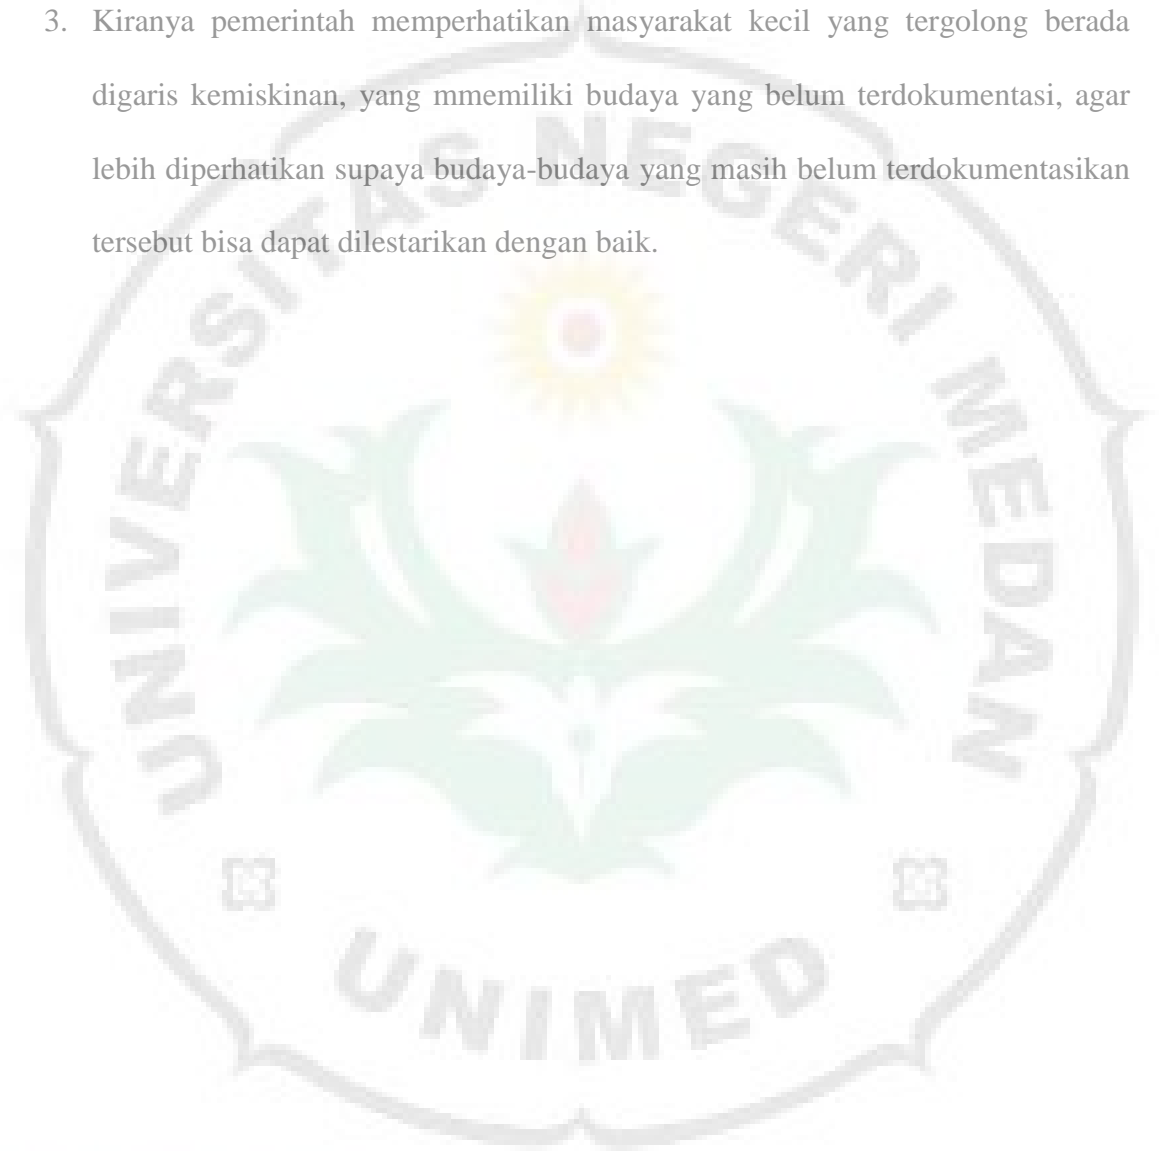 3. Kiranya pemerintah memperhatikan masyarakat kecil yang tergolong berada
digaris kemiskinan, yang mmemiliki budaya yang belum terdokumentasi, agar
lebih diperhatikan supaya budaya-budaya yang masih belum terdokumentasikan
tersebut bisa dapat dilestarikan dengan baik.
UNIVERSITAS NEGERI MEDAN
UNIMED